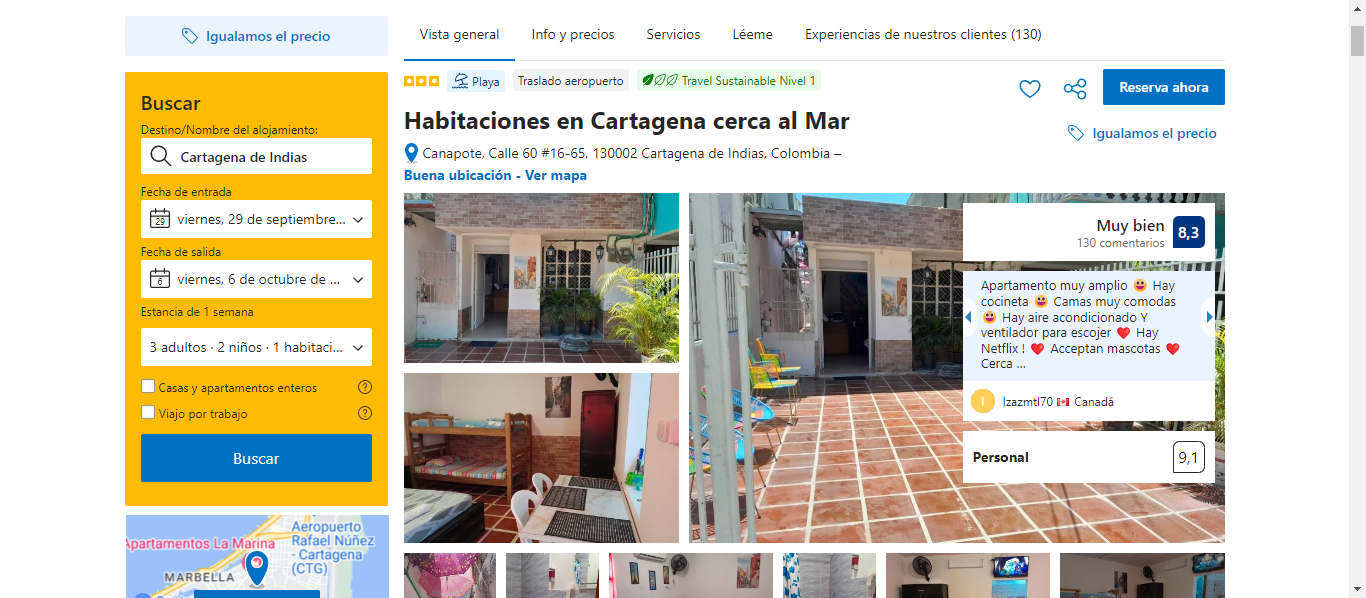 Igualamos el precio
Buscar
Destino/Nombre del alojamiento:
Cartagena de Indias
Fecha de entrada
29
viernes, 29 de septiembre...
Fecha de salida
6
viernes, 6 de octubre de ...
Estancia de 1 semana
3 adultos · 2 niños · 1 habitaci...
Casas y apartamentos enteros
Viajo por trabajo
Buscar
Apartamentos La Marina
Aeropuerto
Rafael Núñez
- Cartagena
(CTG)
MARBELLA
Vista general
Info y precios
Servicios
Léeme
Experiencias de nuestros clientes (130)
Playa
Traslado aeropuerto
Travel Sustainable Nivel 1
Reserva ahora
Habitaciones en Cartagena cerca al Mar
Igualamos el precio
Canapote, Calle 60 #16-65, 130002 Cartagena de Indias, Colombia –
Buena ubicación - Ver mapa
Muy bien
130 comentarios
8,3
Apartamento muy amplio 😃 Hay
cocineta 😃 Camas muy comodas
😃 Hay aire acondicionado Y
ventilador para escojer ❤️ Hay
Netflix ! ❤️ Acceptan mascotas ❤️
Cerca ...
I
Izazmtl70 🇨🇦 Canadá
Personal
9,1